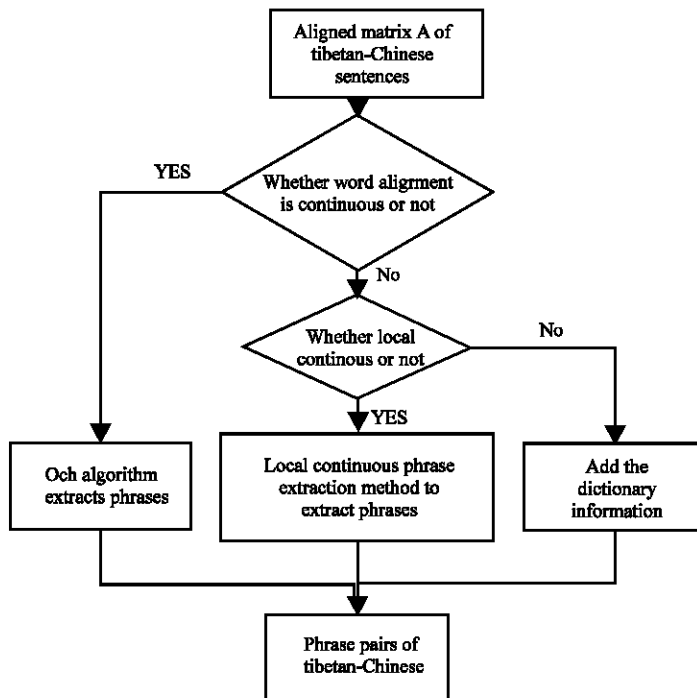 Aligned matrix A of
tibetan-Chinese
sentences
YES
Whether word aligrment
is continuous or not
No
Whether local
continous or not
No
YES
Och algorithm
extracts phrases
Local continuous phrase
extraction method to
extract phrases
Add the
dictionary
information
Phrase pairs of
tibetan-Chinese